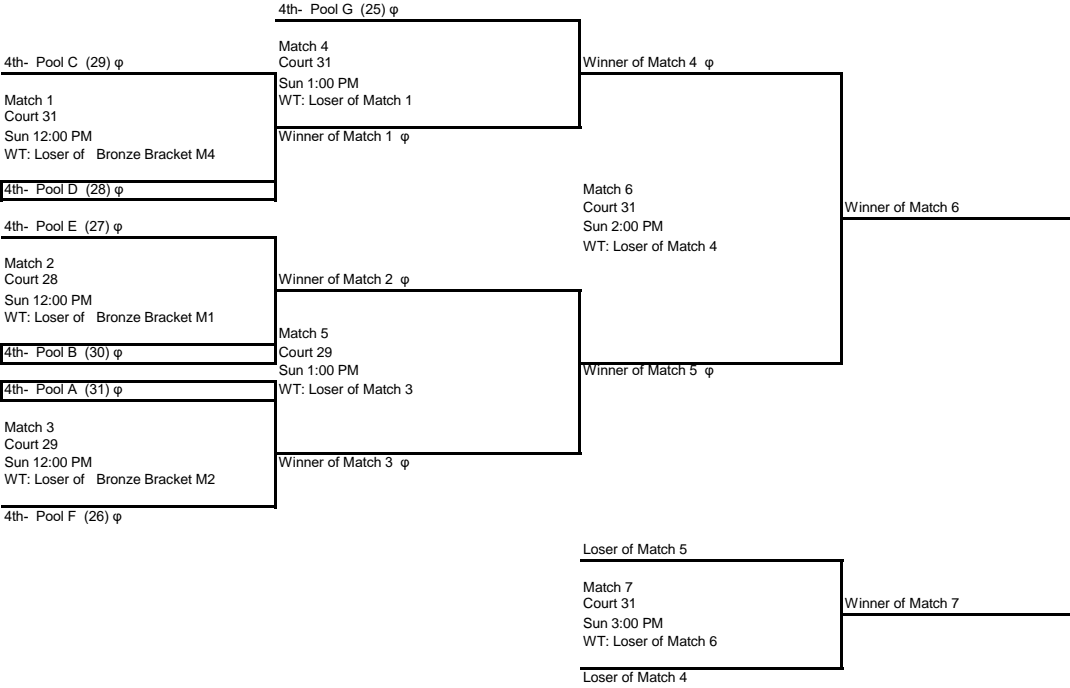 4th- Pool G (25) φ
Match 4
Court 31
Sun 1:00 PM
WT: Loser of Match 1
Winner of Match 1 φ
4th- Pool C (29) φ
Match 1
Court 31
Sun 12:00 PM
WT: Loser of Bronze Bracket M4
4th- Pool D (28) φ
4th- Pool E (27) φ
Match 2
Court 28
Sun 12:00 PM
WT: Loser of Bronze Bracket M1
4th- Pool B (30) φ
4th- Pool A (31) φ
Match 3
Court 29
Sun 12:00 PM
WT: Loser of Bronze Bracket M2
4th- Pool F (26) φ
Winner of Match 2 φ
Match 5
Court 29
Sun 1:00 PM
WT: Loser of Match 3
Winner of Match 3 φ
Winner of Match 4 φ
Match 6
Court 31
Sun 2:00 PM
WT: Loser of Match 4
Winner of Match 5 φ
Winner of Match 6
Loser of Match 5
Match 7
Court 31
Sun 3:00 PM
WT: Loser of Match 6
Loser of Match 4
Winner of Match 7